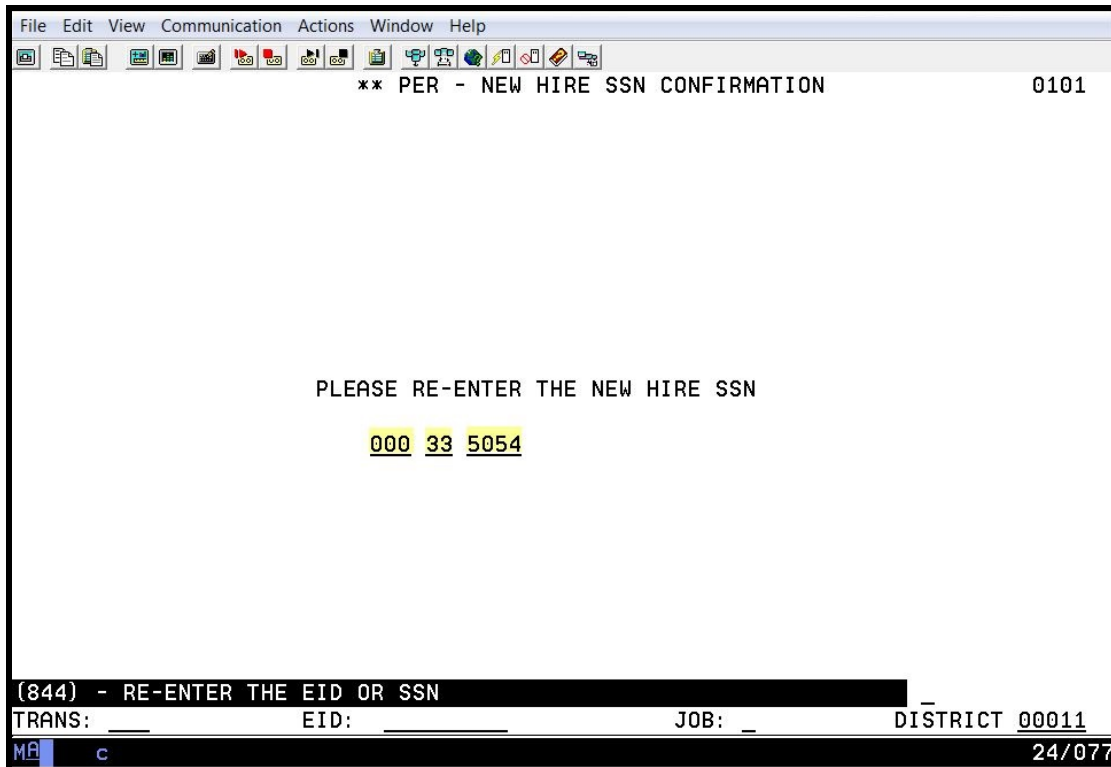 File Edit View Communication Actions Window Help
** PER - NEW HIRE SSN CONFIRMATION 0101
PLEASE RE-ENTER THE NEW HIRE SSN
000 33 5054
(844) - RE-ENTER THE EID OR SSN _
TRANS: ___ EID: _________ JOB: _ DISTRICT 00011
MA c 24/077